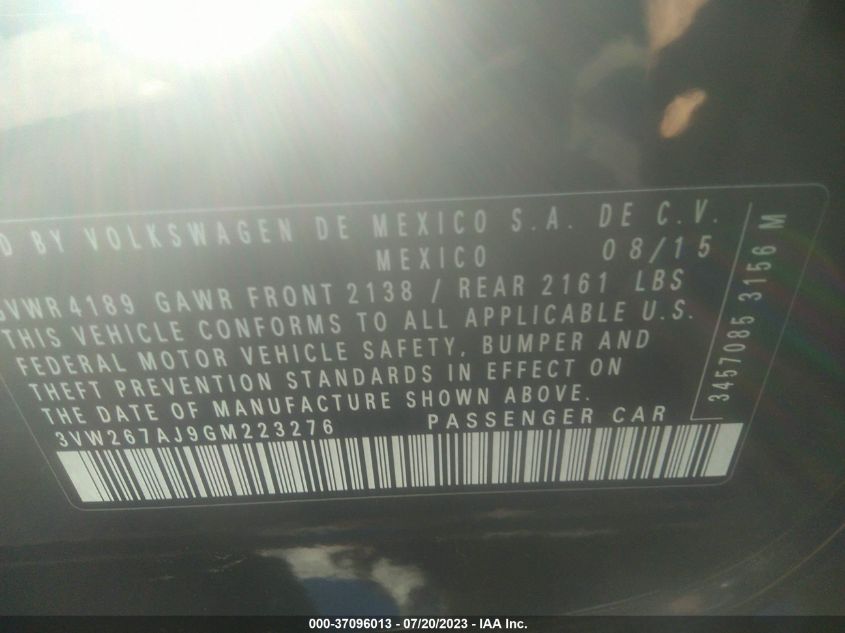 D BY VOLKSWAGEN DE MEXICO S.A. DE C.V.
MEXICO 08/15
GVWR 4189 GAWR FRONT 2138 / REAR 2161 LBS
THIS VEHICLE CONFORMS TO ALL APPLICABLE U.S.
FEDERAL MOTOR VEHICLE SAFETY, BUMPER AND
THEFT PREVENTION STANDARDS IN EFFECT ON
THE DATE OF MANUFACTURE SHOWN ABOVE.
3VW267AJ9GM223276 PASSENGER CAR
3457085 3156 M
000-37096013 - 07/20/2023 - IAA Inc.